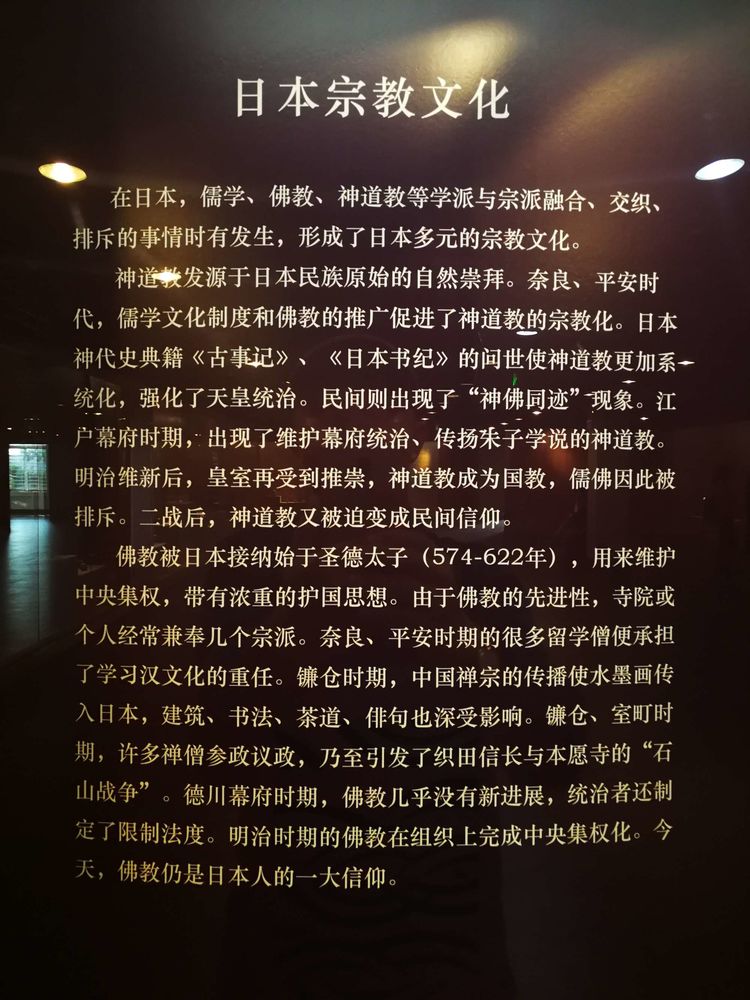 日本宗教文化
在日本，儒学、佛教、神道教等学派与宗派融合、交织、
排斥的事情时有发生，形成了日本多元的宗教文化。
神道教发源于日本民族原始的自然崇拜。奈良、平安时
代，儒学文化制度和佛教的推广促进了神道教的宗教化。日本
神代史典籍《古事记》、《日本书纪》的问世使神道教更加系
统化，强化了天皇统治。民间则出现了“神佛同迹”现象。江
户幕府时期，出现了维护幕府统治、传扬朱子学说的神道教。
明治维新后，皇室再受到推崇，神道教成为国教，儒佛因此被
排斥。二战后，神道教又被迫变成民间信仰。
佛教被日本接纳始于圣德太子（574-622年），用来维护
中央集权，带有浓重的护国思想。由于佛教的先进性，寺院或
个人经常兼奉几个宗派。奈良、平安时期的很多留学僧便承担
了学习汉文化的重任。镰仓时期，中国禅宗的传播使水墨画传
入日本，建筑、书法、茶道、俳句也深受影响。镰仓、室町时
期，许多禅僧参政议政，乃至引发了织田信长与本愿寺的“石
山战争”。德川幕府时期，佛教几乎没有新进展，统治者还制
定了限制法度。明治时期的佛教在组织上完成中央集权化。今
天，佛教仍是日本人的一大信仰。